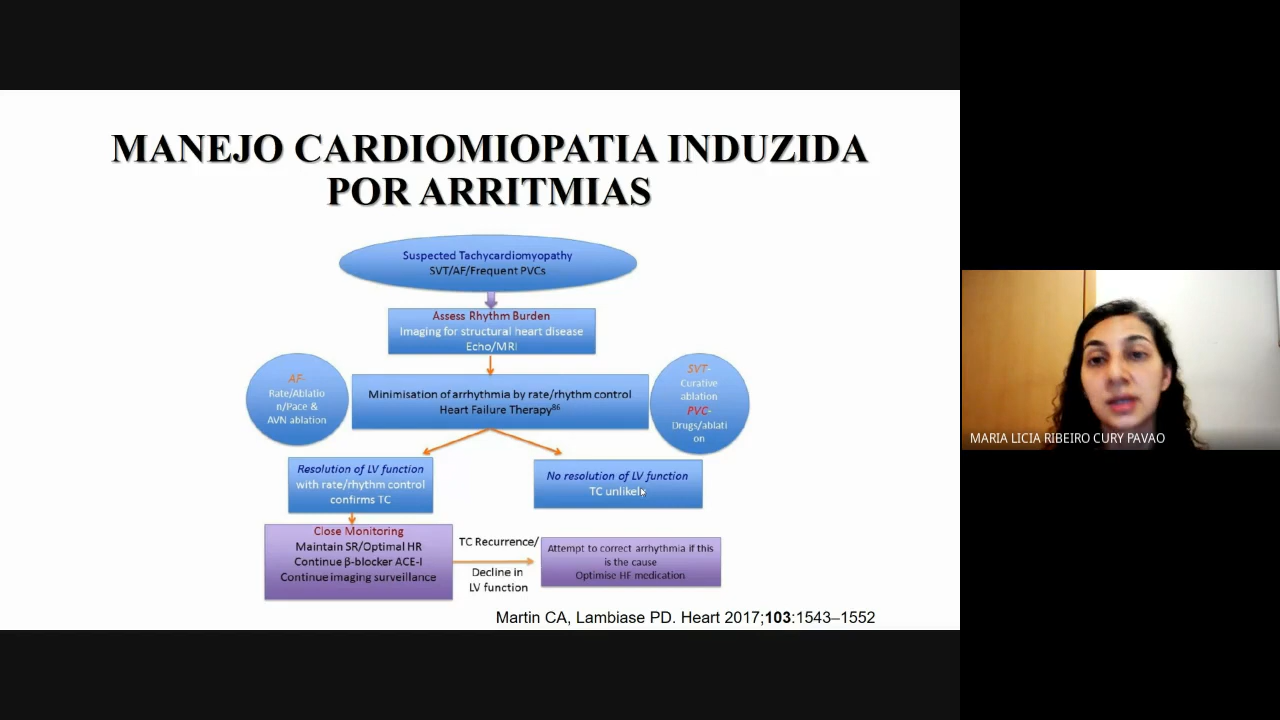 MANEJO CARDIOMIOPATIA INDUZIDA
POR ARRITMIAS
Suspected Tachycardiomyopathy
SVT/AF/Frequent PVCs
Assess Rhythm Burden
Imaging for structural heart disease
Echo/MRI
AF-
Rate/Ablatio
n/Pace &
AVN ablation
Minimisation of arrhythmia by rate/rhythm control
Heart Failure Therapy86
SVT-
Curative
ablation
PVC-
Drugs/ablati
on
Resolution of LV function
with rate/rhythm control
confirms TC
No resolution of LV function
TC unlikely
Close Monitoring
Maintain SR/Optimal HR
Continue β-blocker ACE-I
Continue imaging surveillance
TC Recurrence/
Decline in
LV function
Attempt to correct arrhythmia if this
is the cause
Optimise HF medication
Martin CA, Lambiase PD. Heart 2017;103:1543–1552
MARIA LICIA RIBEIRO CURY PAVAO